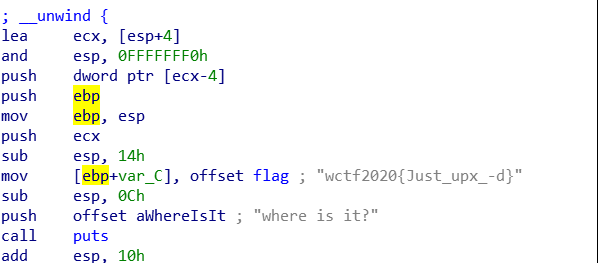 ; __unwind {
lea ecx, [esp+4]
and esp, 0FFFFFFF0h
push dword ptr [ecx-4]
push ebp
mov ebp, esp
push ecx
sub esp, 14h
mov [ebp+var_C], offset flag ; "wctf2020{Just_upx_-d}"
sub esp, 0Ch
push offset aWhereIsIt ; "where is it?"
call puts
add esp, 10h